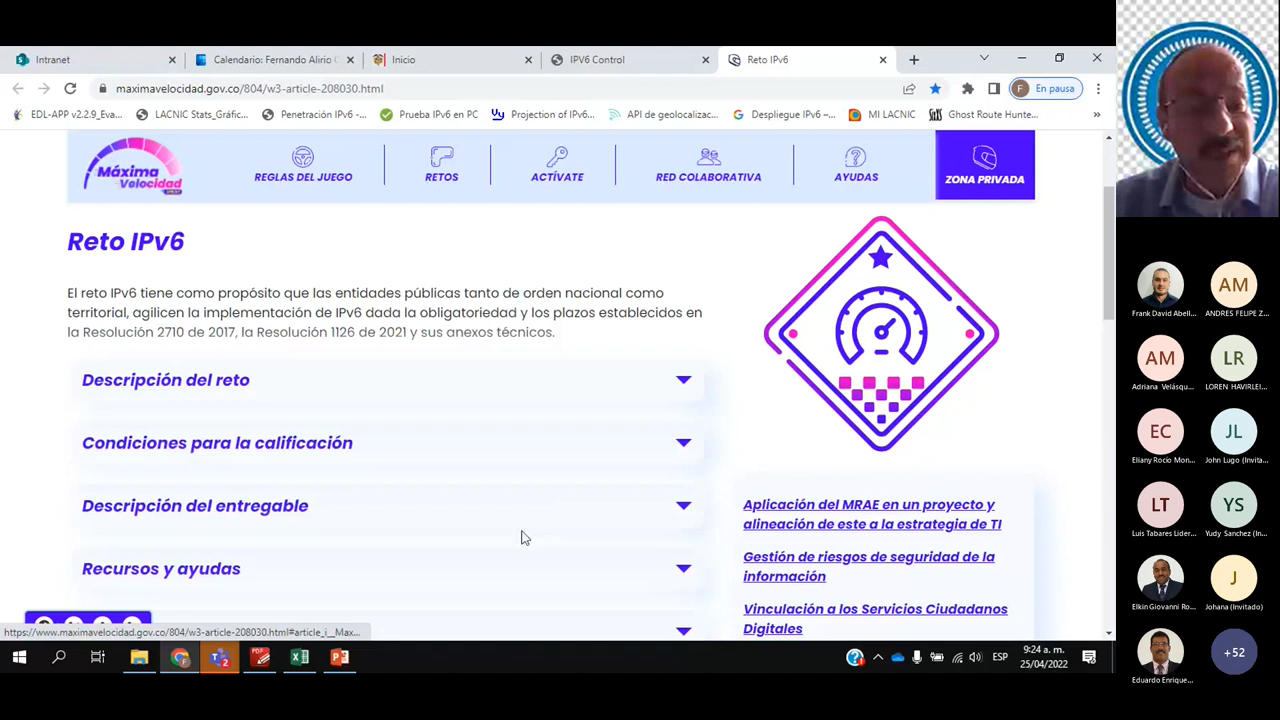 Intranet
Calendario: Fernando Alirio C
Inicio
IPV6 Control
Reto IPv6
maximavelocidad.gov.co/804/w3-article-208030.html
F En pausa
EDL-APP v2.2.9_Eva...
LACNIC Stats_Gráfic...
Penetración IPv6 -...
Prueba IPv6 en PC
Projection of IPv6...
API de geolocalizac...
Despliegue IPv6 –...
MI LACNIC
Ghost Route Hunte...
Máxima
Velocidad
REGLAS DEL JUEGO
RETOS
ACTÍVATE
RED COLABORATIVA
AYUDAS
ZONA PRIVADA
Reto IPv6
El reto IPv6 tiene como propósito que las entidades públicas tanto de orden nacional como
territorial, agilicen la implementación de IPv6 dada la obligatoriedad y los plazos establecidos en
la Resolución 2710 de 2017, la Resolución 1126 de 2021 y sus anexos técnicos.
Descripción del reto
Condiciones para la calificación
Descripción del entregable
Recursos y ayudas
Aplicación del MRAE en un proyecto y
alineación de este a la estrategia de TI
Gestión de riesgos de seguridad de la
información
Vinculación a los Servicios Ciudadanos
Digitales
https://www.maximavelocidad.gov.co/804/w3-article-208030.html#article_i__Max...
ESP
9:24 a. m.
25/04/2022
Frank David Abell...
AM
ANDRES FELIPE Z...
AM
Adriana Velásqu...
LR
LOREN HAVIRLEI...
EC
Eliany Rocío Mon...
JL
John Lugo (Invita...
LT
Luis Tabares Lider...
YS
Yudy Sanchez (In...
Elkin Giovanni Ro...
J
Johana (Invitado)
Eduardo Enrique...
+52